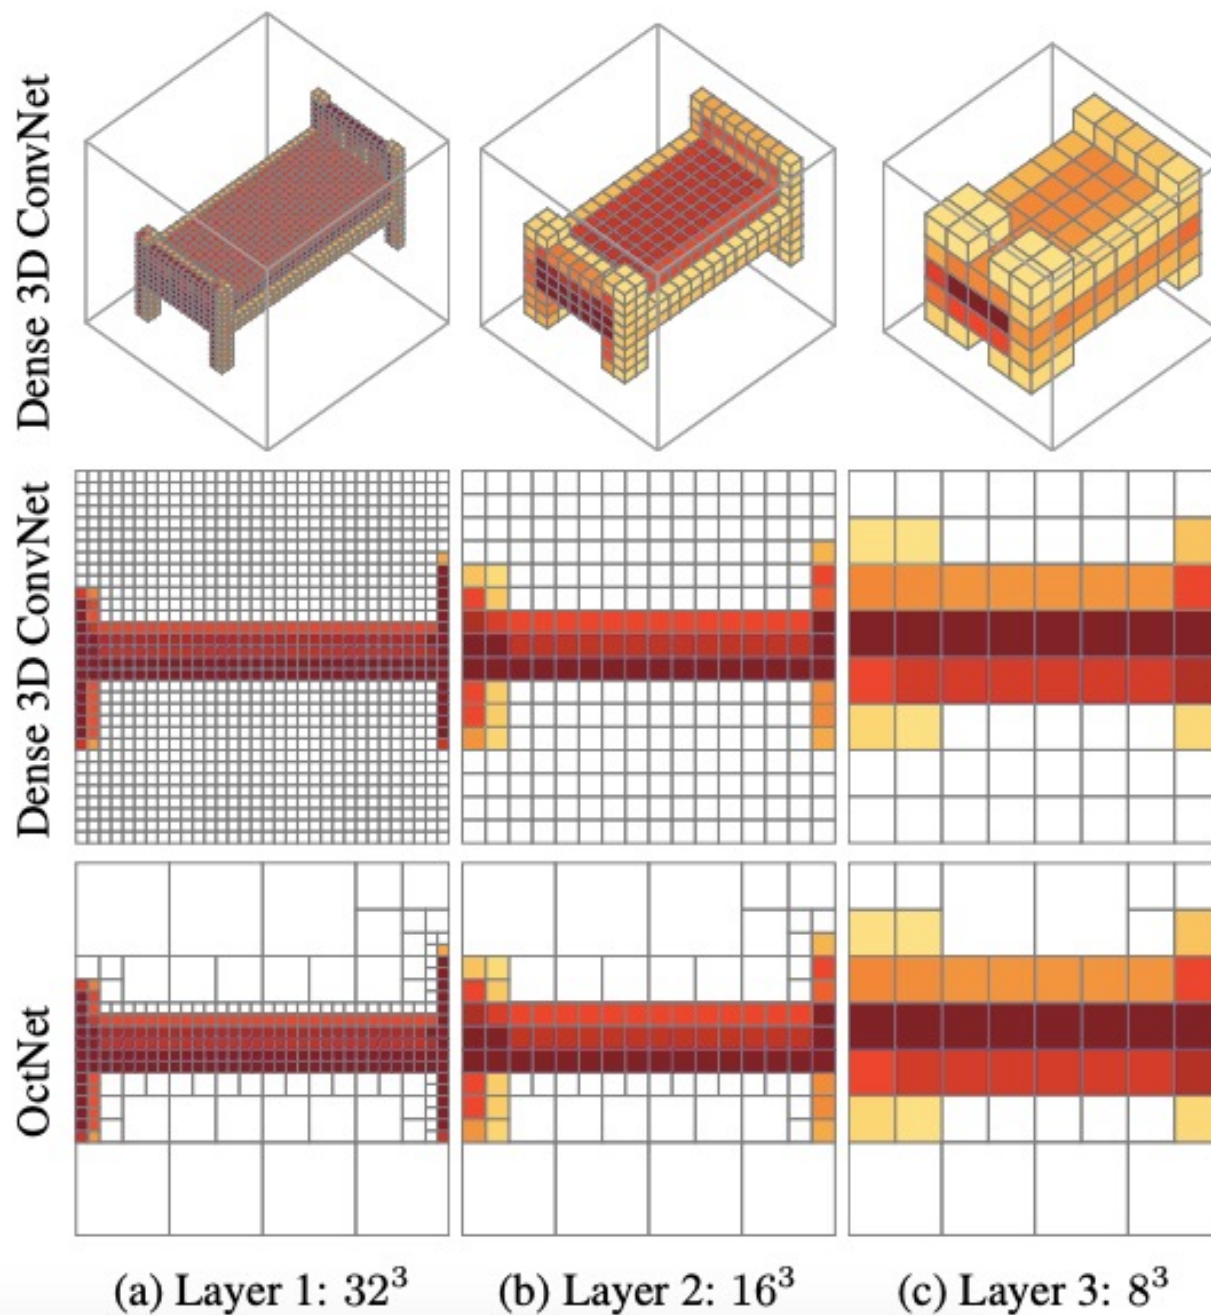 Dense 3D ConvNet
Dense 3D ConvNet
OctNet
(a) Layer 1: 32³
(b) Layer 2: 16³
(c) Layer 3: 8³